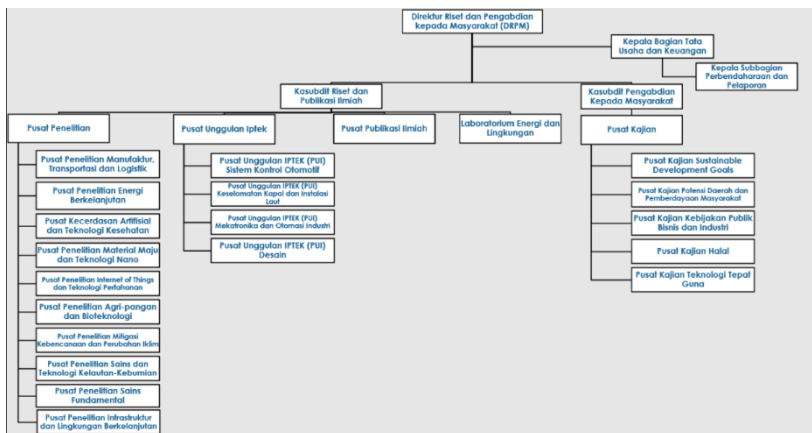 Direktur Riset dan Pengabdian
kepada Masyarakat (DRPM)
Kepala Bagian Tata
Usaha dan Keuangan
Kepala Subbagian
Perbendaharaan dan
Pelaporan
Kasubdit Riset dan
Publikasi Ilmiah
Kasubdit Pengabdian
Kepada Masyarakat
Pusat Penelitian
Pusat Unggulan Iptek
Pusat Publikasi Ilmiah
Laboratorium Energi dan
Lingkungan
Pusat Kajian
Pusat Penelitian Manufaktur,
Transportasi dan Logistik
Pusat Penelitian Energi
Berkelanjutan
Pusat Kecerdasan Artifisial
dan Teknologi Kesehatan
Pusat Penelitian Material Maju
dan Teknologi Nano
Pusat Penelitian Internet of Things
dan Teknologi Pertahanan
Pusat Penelitian Agri-pangan
dan Bioteknologi
Pusat Penelitian Mitigasi
Kebencanaan dan Perubahan Iklim
Pusat Penelitian Sains dan
Teknologi Kelautan-Kebumian
Pusat Penelitian Sains
Fundamental
Pusat Penelitian Infrastruktur
dan Lingkungan Berkelanjutan
Pusat Unggulan IPTEK (PUI)
Sistem Kontrol Otomotif
Pusat Unggulan IPTEK (PUI)
Keselamatan Kapal dan Instalasi
Laut
Pusat Unggulan IPTEK (PUI)
Mekatronika dan Otomasi Industri
Pusat Unggulan IPTEK (PUI)
Desain
Pusat Kajian Sustainable
Development Goals
Pusat Kajian Potensi Daerah dan
Pemberdayaan Masyarakat
Pusat Kajian Kebijakan Publik
Bisnis dan Industri
Pusat Kajian Halal
Pusat Kajian Teknologi Tepat
Guna